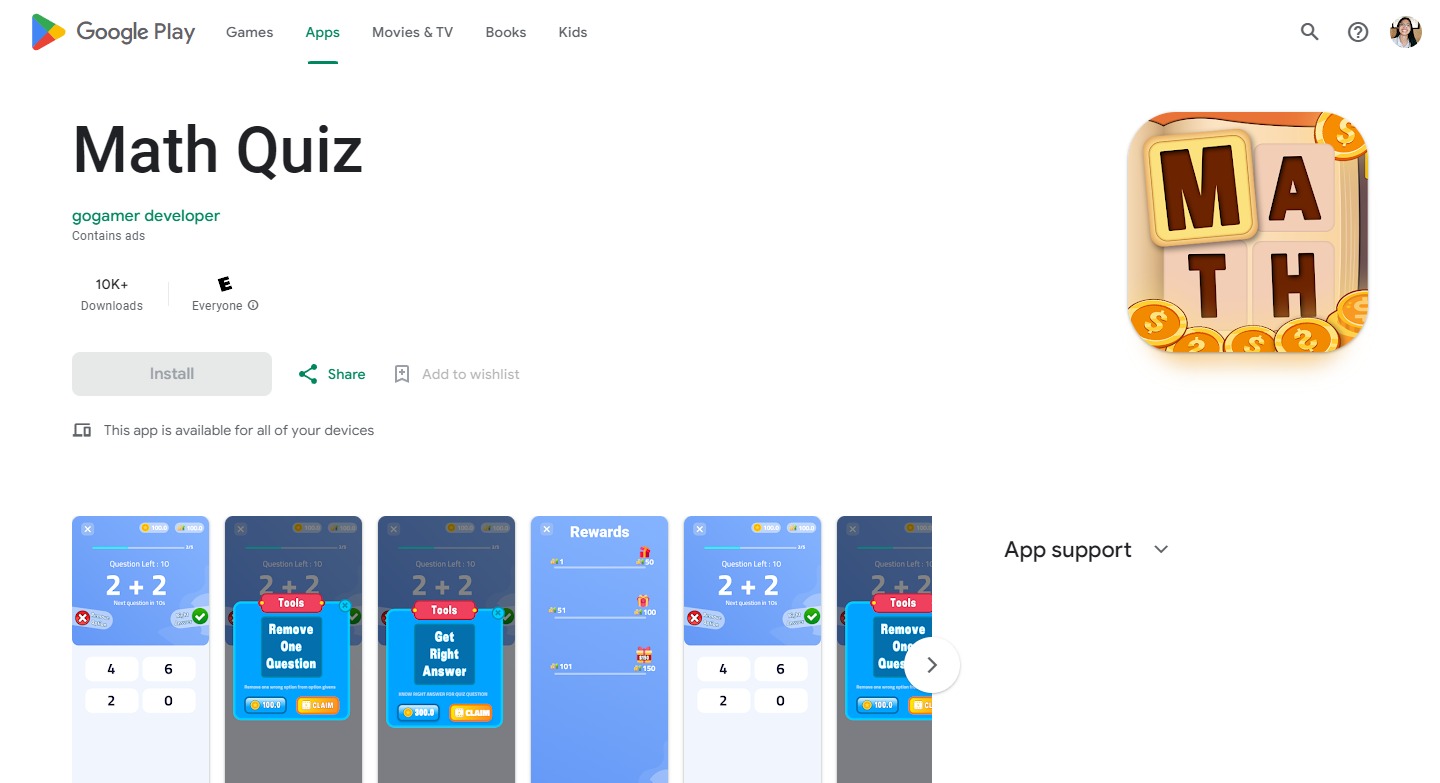 Google Play
Games
Apps
Movies & TV
Books
Kids
Math Quiz
gogamer developer
Contains ads
10K+
Downloads
E
Everyone
Install
Share
Add to wishlist
This app is available for all of your devices
M A
T H
100.0 100.0
3/5
Question Left : 10
2 + 2
Next question in 10s
4 6
2 0
Question Left : 10
2 + 2
Tools
Remove
One
Question
Remove one wrong option from option givens
100.0 CLAIM
Question Left : 10
2 + 2
Tools
Get
Right
Answer
KNOW RIGHT ANSWER FOR QUIZ QUESTION
300.0 CLAIM
Rewards
1 50
51 100
101 150
100.0 100.0
3/5
Question Left : 10
2 + 2
Next question in 10s
4 6
2 0
Question Left : 10
2 + 2
Tools
Remove
One
100.0
App support